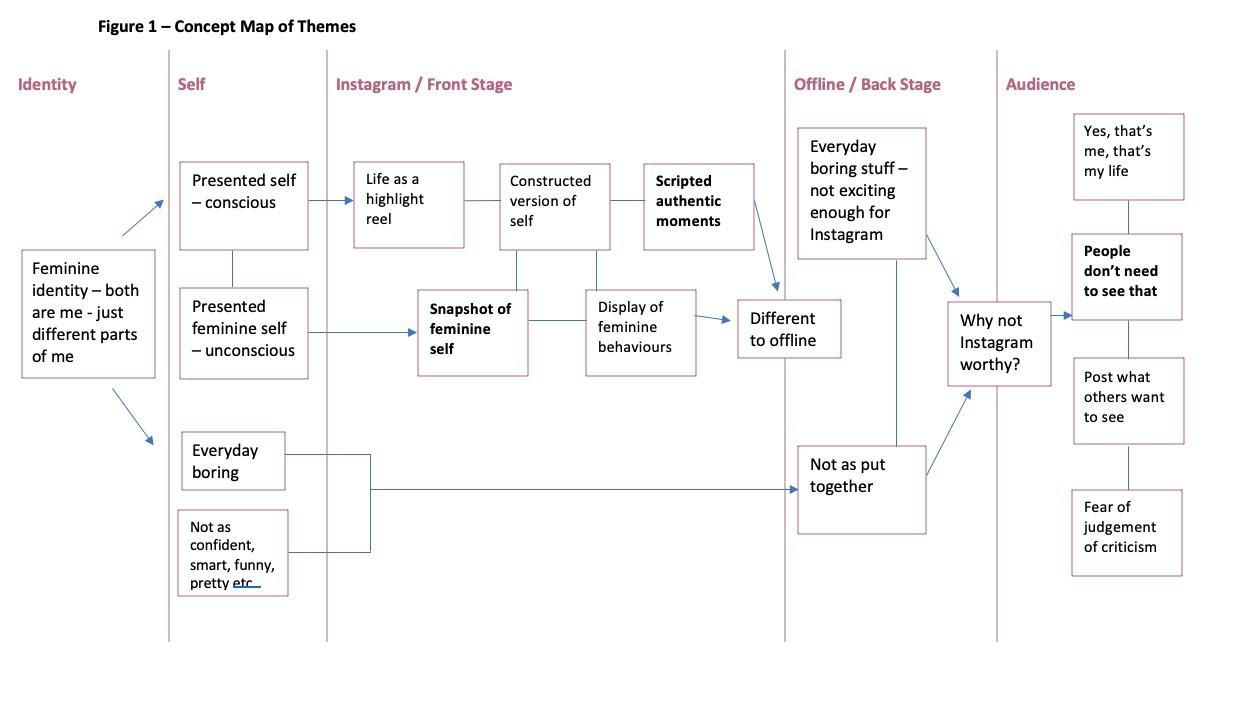 Figure 1 – Concept Map of Themes
Identity
Self
Instagram / Front Stage
Offline / Back Stage
Audience
Feminine
identity – both
are me - just
different parts
of me
Presented self
– conscious
Presented
feminine self
– unconscious
Everyday
boring
Not as
confident,
smart, funny,
pretty etc
Life as a
highlight
reel
Constructed
version of
self
Scripted
authentic
moments
Snapshot of
feminine
self
Display of
feminine
behaviours
Different
to offline
Everyday
boring stuff –
not exciting
enough for
Instagram
Not as put
together
Why not
Instagram
worthy?
Yes, that’s
me, that’s
my life
People
don’t need
to see that
Post what
others want
to see
Fear of
judgement
of criticism